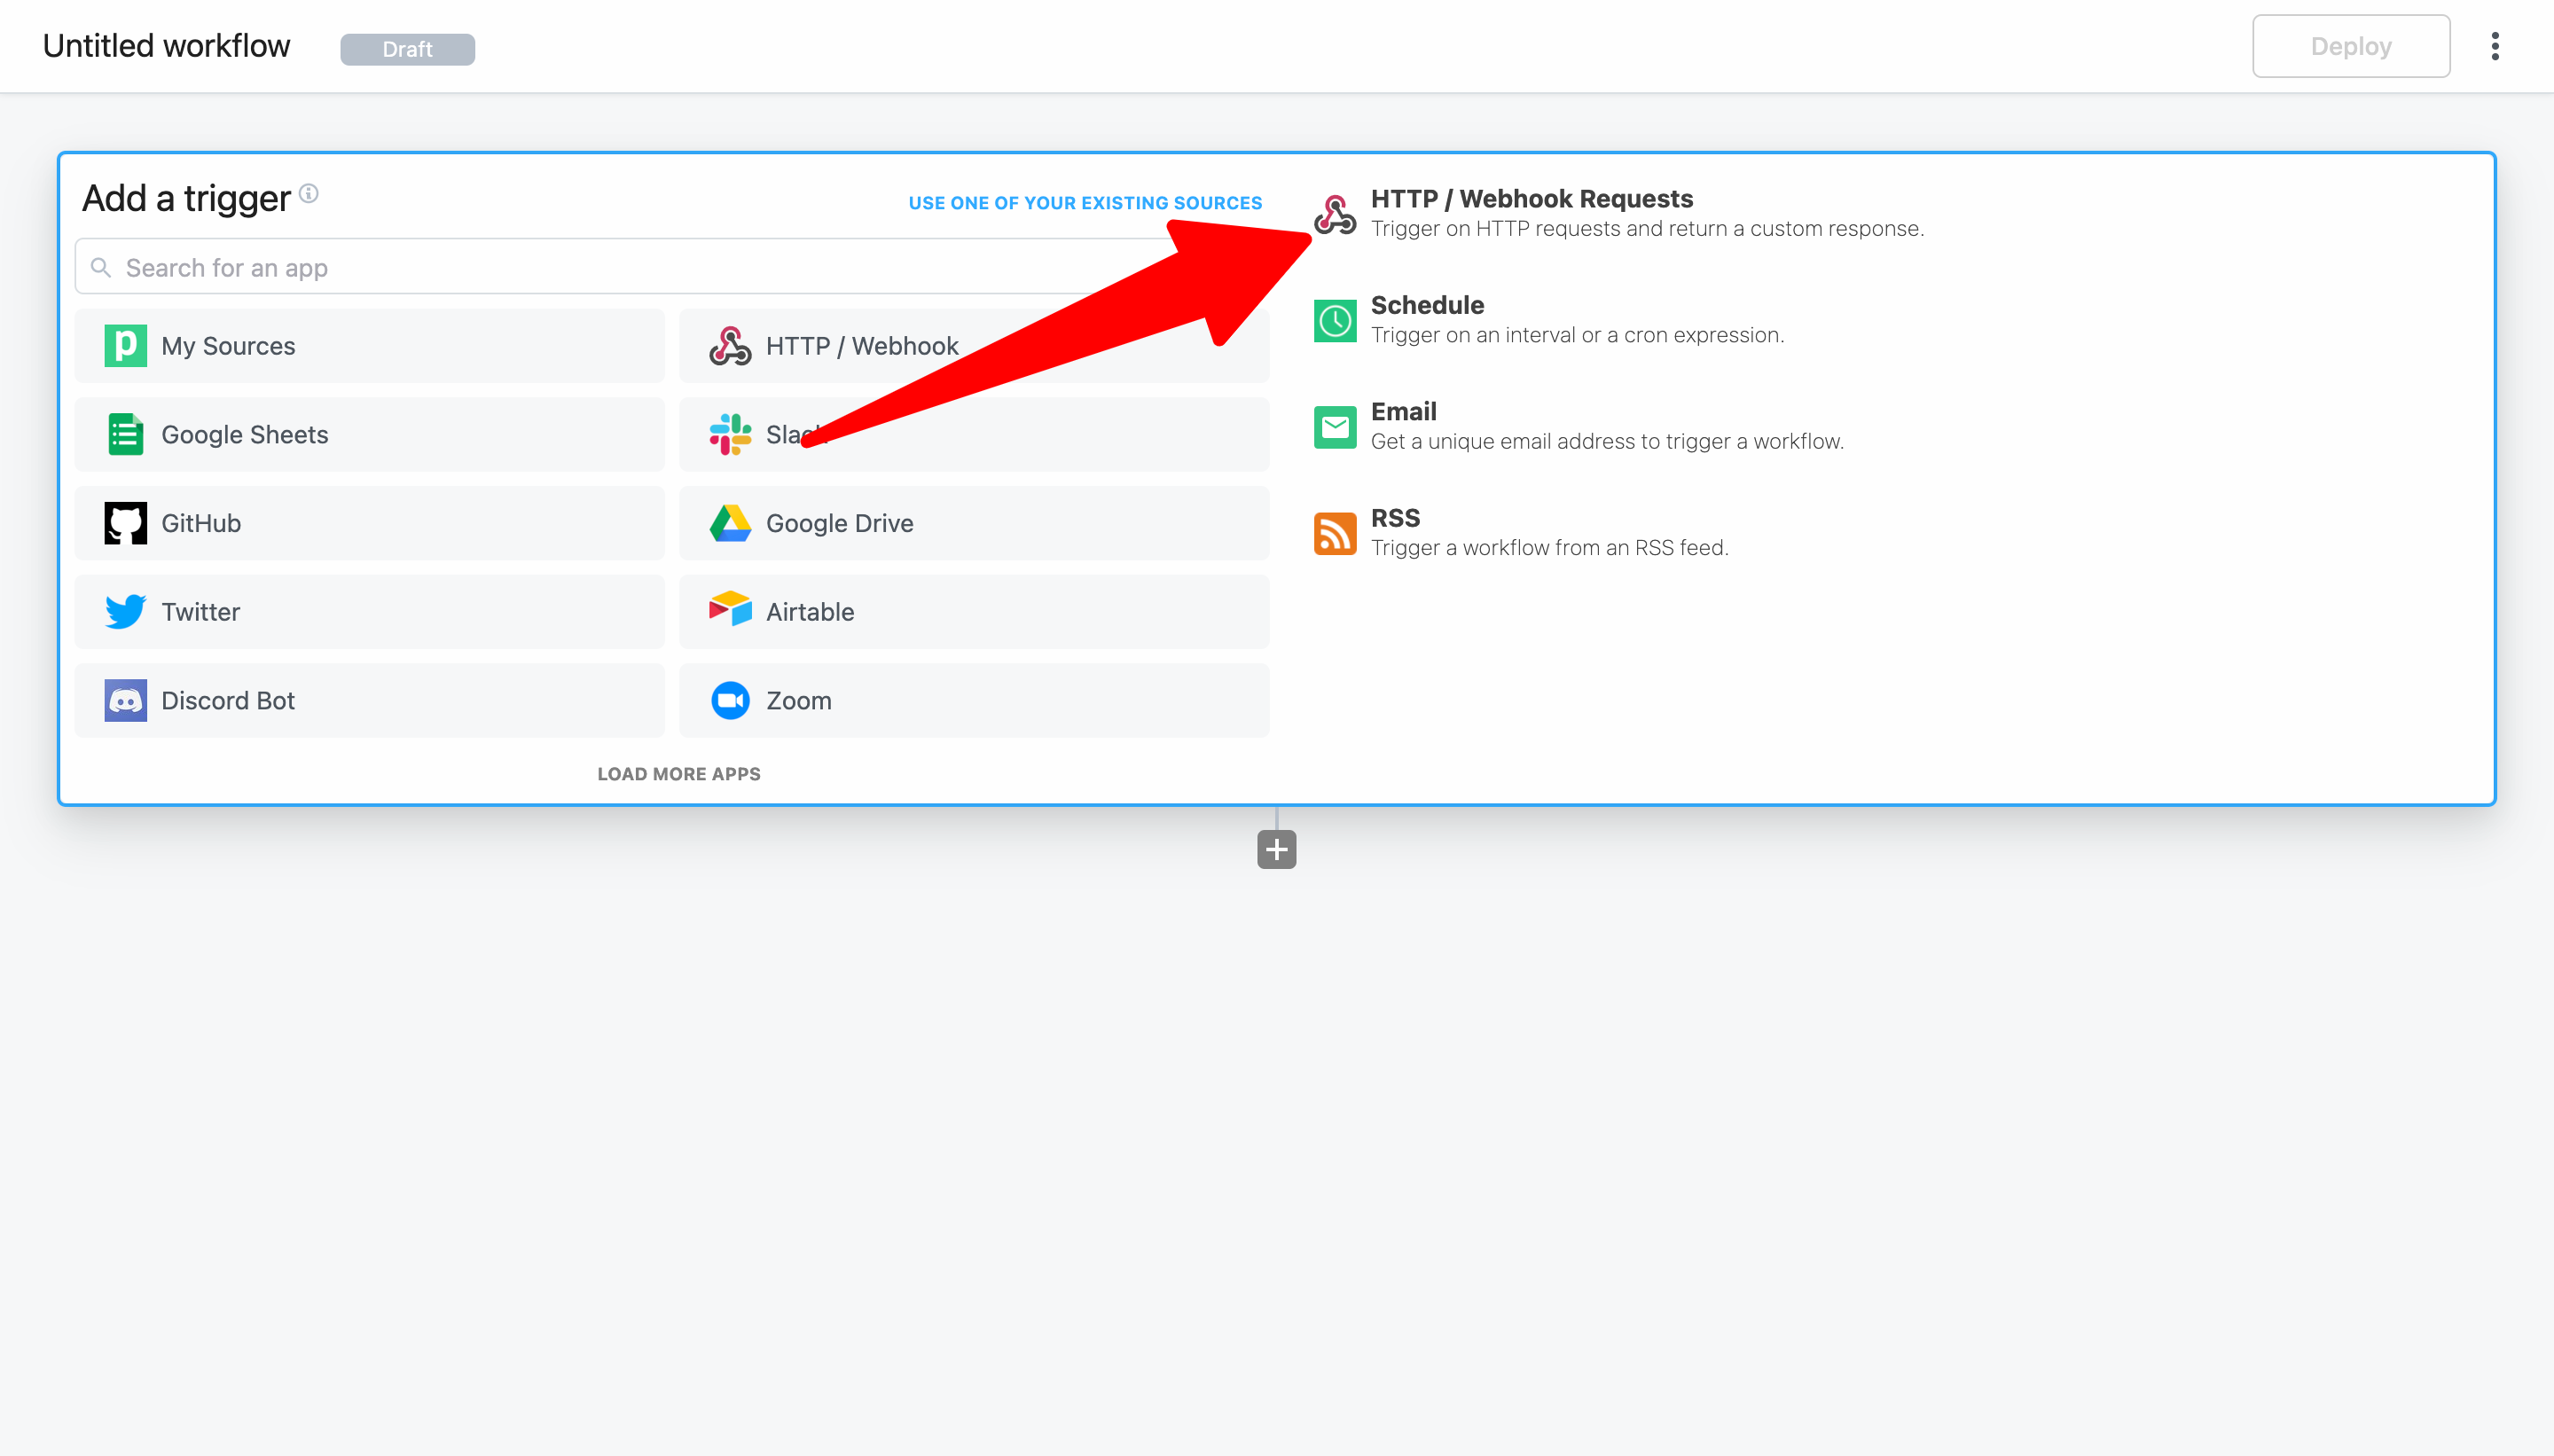 Untitled workflow
Draft
Deploy
Add a trigger
USE ONE OF YOUR EXISTING SOURCES
Search for an app
My Sources
HTTP / Webhook
Google Sheets
Slack
GitHub
Google Drive
Twitter
Airtable
Discord Bot
Zoom
LOAD MORE APPS
HTTP / Webhook Requests
Trigger on HTTP requests and return a custom response.
Schedule
Trigger on an interval or a cron expression.
Email
Get a unique email address to trigger a workflow.
RSS
Trigger a workflow from an RSS feed.